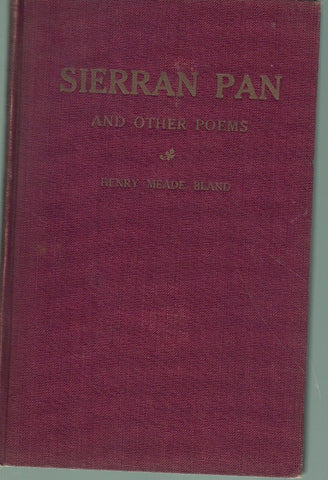 SIERRAN PAN
AND OTHER POEMS
HENRY MEADE BLAND